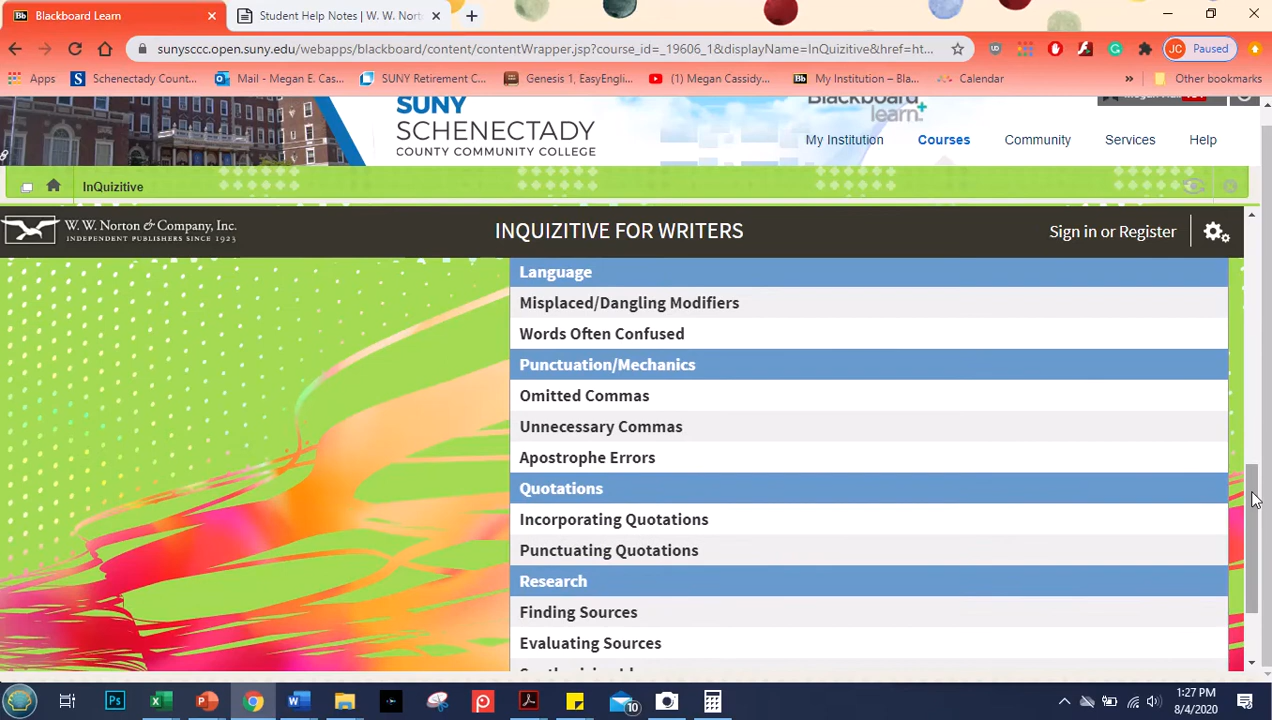 Blackboard Learn
Student Help Notes | W. W. Nort
sunysccc.open.suny.edu/webapps/blackboard/content/contentWrapper.jsp?course_id=_19606_1&displayName=InQuizitive&href=ht...
JC Paused
Apps
Schenectady Count...
Mail - Megan E. Cas...
SUNY Retirement C...
Genesis 1, EasyEngli...
(1) Megan Cassidy...
My Institution – Bla...
Calendar
»
Other bookmarks
SUNY
SCHENECTADY
COUNTY COMMUNITY COLLEGE
Blackboard
learn
My Institution
Courses
Community
Services
Help
InQuizitive
W. W. Norton & Company, Inc.
INDEPENDENT PUBLISHERS SINCE 1923
INQUIZITIVE FOR WRITERS
Sign in or Register
Language
Misplaced/Dangling Modifiers
Words Often Confused
Punctuation/Mechanics
Omitted Commas
Unnecessary Commas
Apostrophe Errors
Quotations
Incorporating Quotations
Punctuating Quotations
Research
Finding Sources
Evaluating Sources
1:27 PM
8/4/2020
10